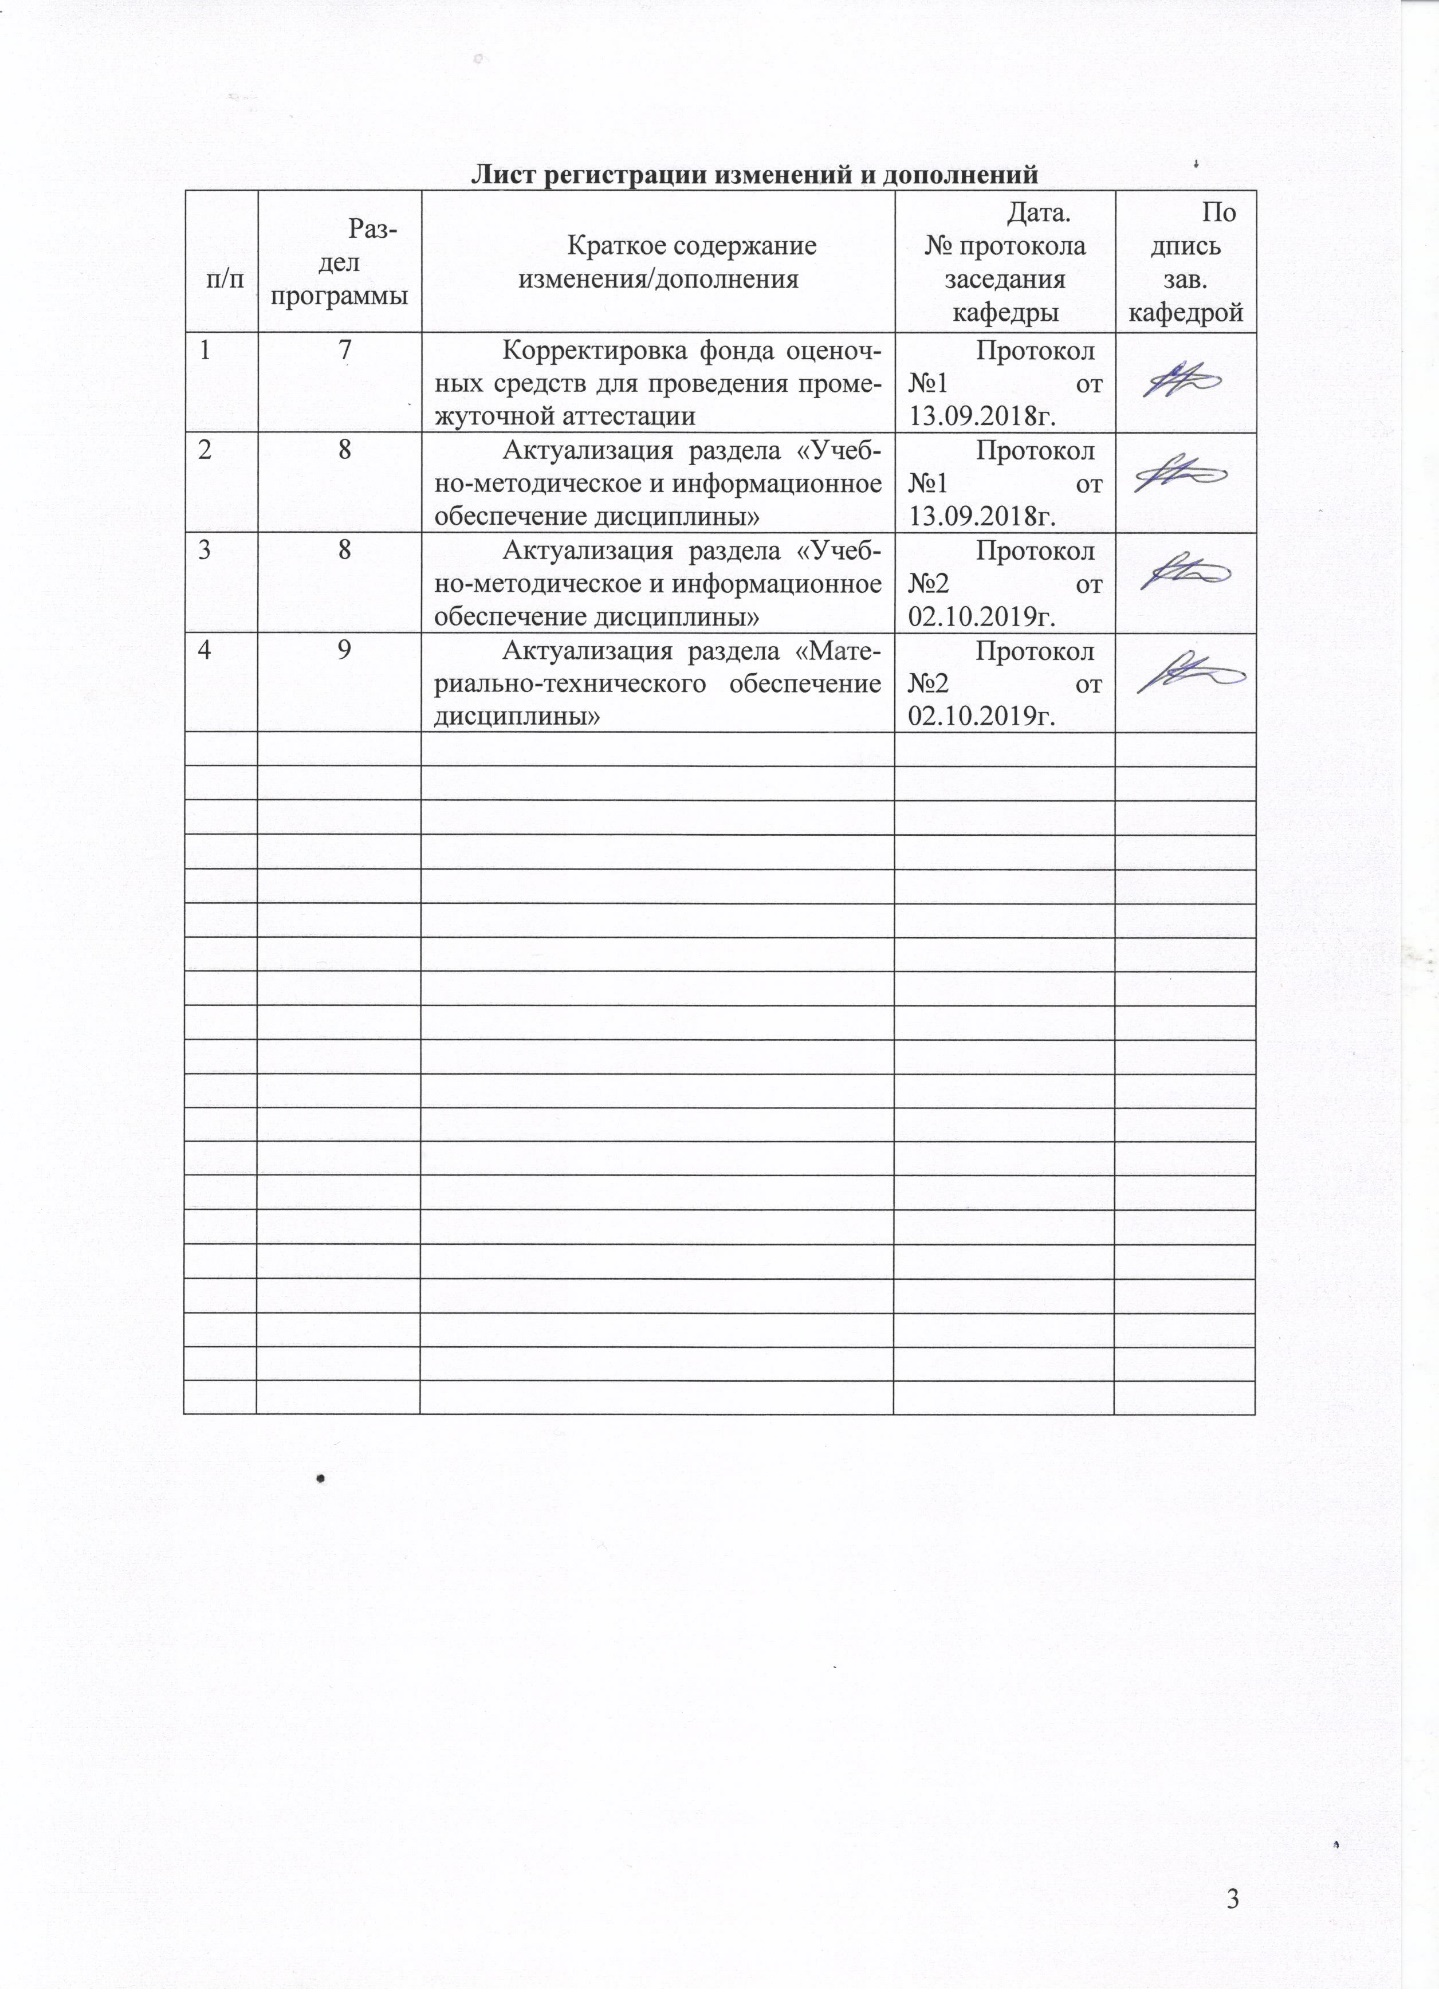 Лист регистрации изменений и дополнений
п/п
Раз-
дел
программы
Краткое содержание
изменения/дополнения
Дата.
№ протокола
заседания
кафедры
По
дпись
зав.
кафедрой
1
7
Корректировка фонда оценоч-
ных средств для проведения проме-
жуточной аттестации
Протокол
№1 от
13.09.2018г.
2
8
Актуализация раздела «Учеб-
но-методическое и информационное
обеспечение дисциплины»
Протокол
№1 от
13.09.2018г.
3
8
Актуализация раздела «Учеб-
но-методическое и информационное
обеспечение дисциплины»
Протокол
№2 от
02.10.2019г.
4
9
Актуализация раздела «Мате-
риально-технического обеспечение
дисциплины»
Протокол
№2 от
02.10.2019г.
3